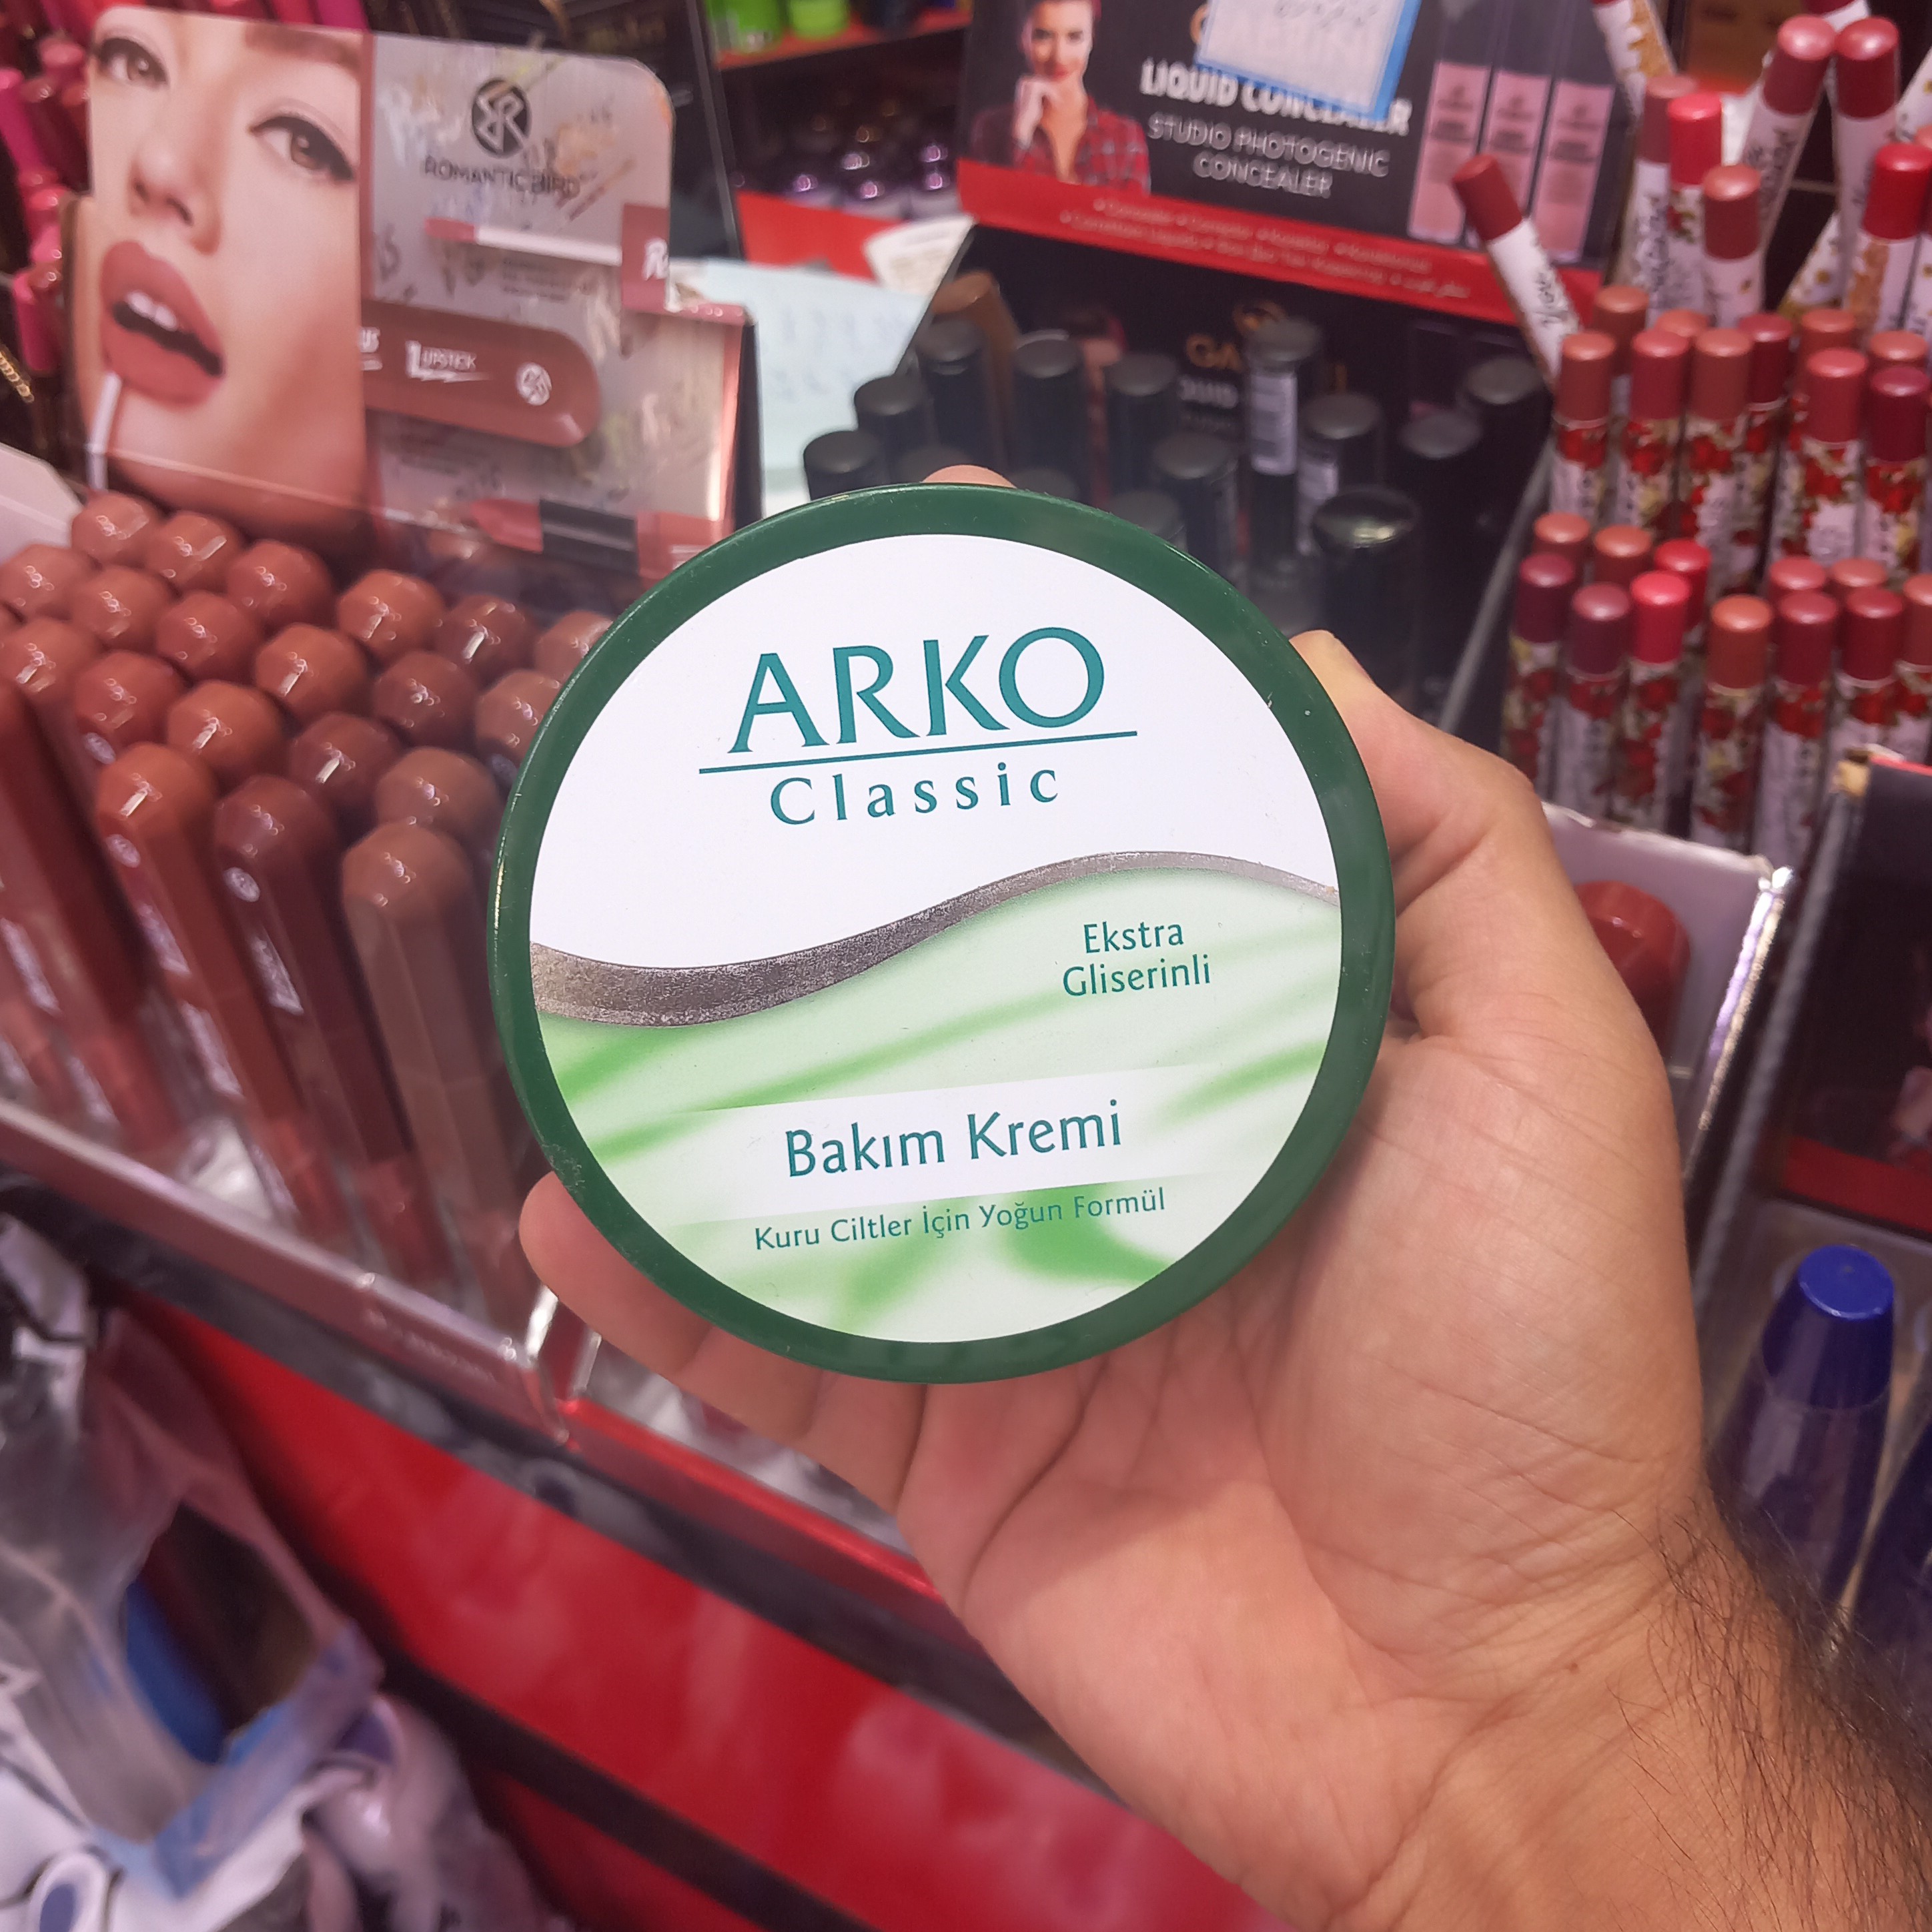 ROMANTIC BIRD
LIPSTICK
LIQUID CONCEALER
STUDIO PHOTOGENIC
CONCEALER
ARKO
Classic
Ekstra
Gliserinli
Bakım Kremi
Kuru Ciltler İçin Yoğun Formül